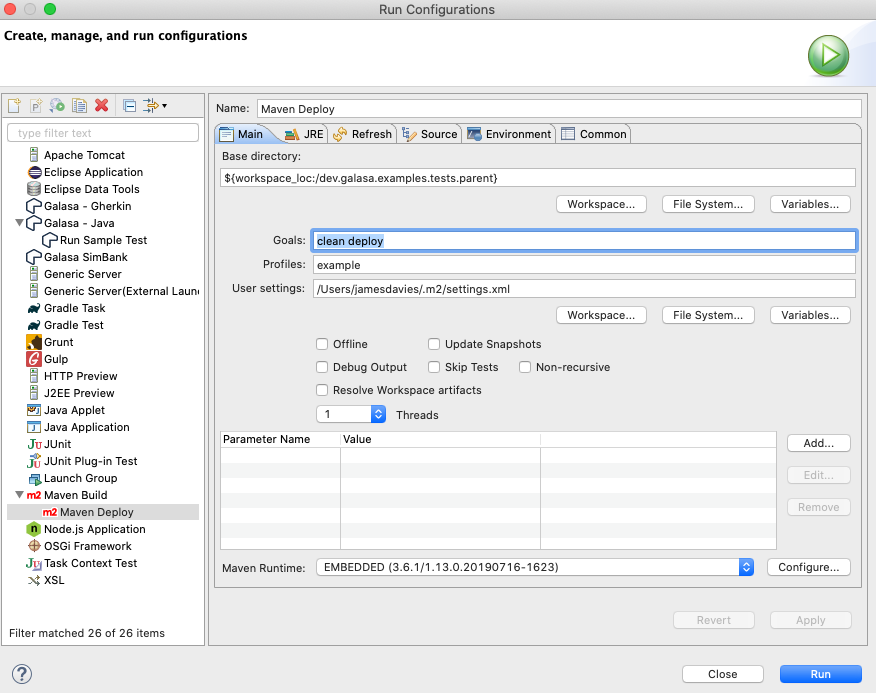 Run Configurations
Create, manage, and run configurations
type filter text
Apache Tomcat
Eclipse Application
Eclipse Data Tools
Galasa - Gherkin
Galasa - Java
Run Sample Test
Galasa SimBank
Generic Server
Generic Server(External Laun
Gradle Task
Gradle Test
Grunt
Gulp
HTTP Preview
J2EE Preview
Java Applet
Java Application
JUnit
JUnit Plug-in Test
Launch Group
m2 Maven Build
m2 Maven Deploy
Node.js Application
OSGi Framework
Task Context Test
XSL
Filter matched 26 of 26 items
Name: Maven Deploy
Main JRE Refresh Source Environment Common
Base directory:
${workspace_loc:/dev.galasa.examples.tests.parent}
Workspace... File System... Variables...
Goals: clean deploy
Profiles: example
User settings: /Users/jamesdavies/.m2/settings.xml
Workspace... File System... Variables...
Offline Update Snapshots
Debug Output Skip Tests Non-recursive
Resolve Workspace artifacts
1 Threads
Parameter Name Value
Add...
Edit...
Remove
Maven Runtime: EMBEDDED (3.6.1/1.13.0.20190716-1623) Configure...
Revert Apply
? Close Run